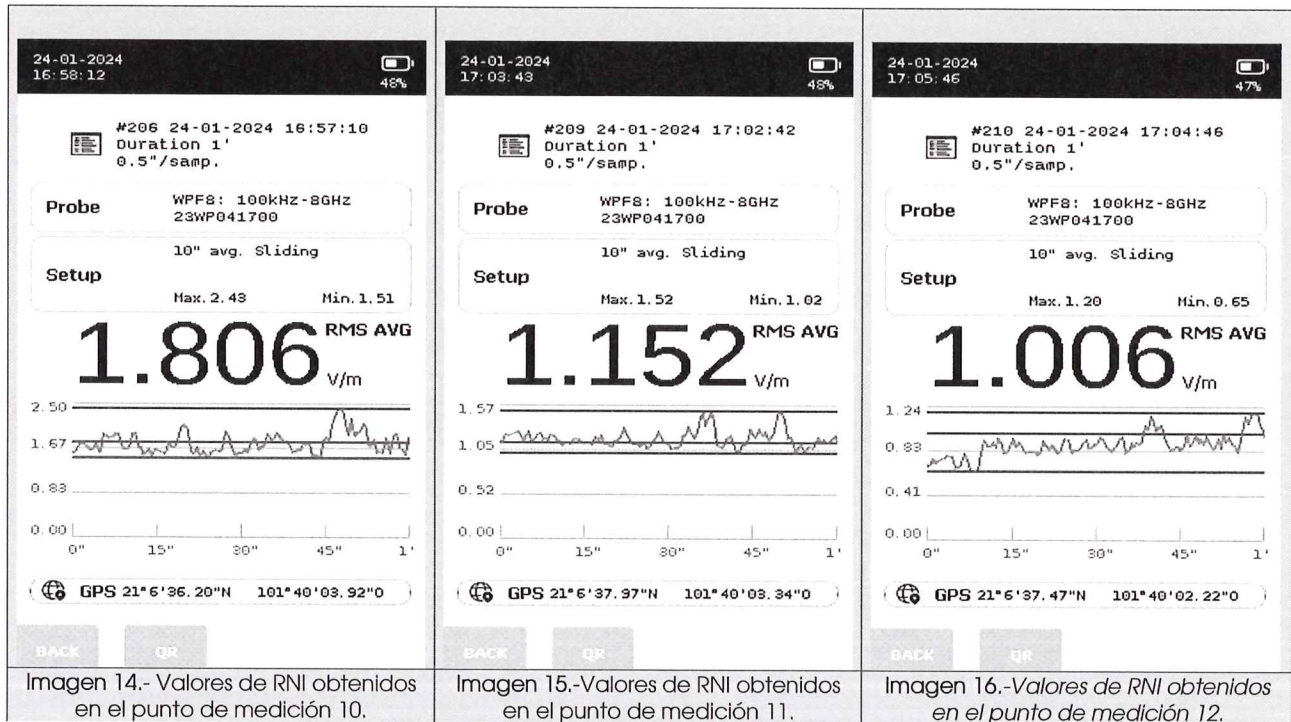 24-01-2024
16:58:12
48%
#206 24-01-2024 16:57:10
Duration 1'
0.5"/samp.
Probe
WPF8: 100kHz-8GHz
23WP041700
Setup
10" avg. Sliding
Max.2.43 Min.1.51
1.806 RMS AVG
V/m
2.50
1.67
0.83
0.00
0" 15" 30" 45" 1'
GPS 21°6'36.20"N 101°40'03.92"O
BACK QR
Imagen 14.- Valores de RNI obtenidos
en el punto de medición 10.
24-01-2024
17:03:43
48%
#209 24-01-2024 17:02:42
Duration 1'
0.5"/samp.
Probe
WPF8: 100kHz-8GHz
23WP041700
Setup
10" avg. Sliding
Max.1.52 Min.1.02
1.152 RMS AVG
V/m
1.57
1.05
0.52
0.00
0" 15" 30" 45" 1'
GPS 21°6'37.97"N 101°40'03.34"O
BACK QR
Imagen 15.-Valores de RNI obtenidos
en el punto de medición 11.
24-01-2024
17:05:46
47%
#210 24-01-2024 17:04:46
Duration 1'
0.5"/samp.
Probe
WPF8: 100kHz-8GHz
23WP041700
Setup
10" avg. Sliding
Max.1.20 Min.0.65
1.006 RMS AVG
V/m
1.24
0.83
0.41
0.00
0" 15" 30" 45" 1'
GPS 21°6'37.47"N 101°40'02.22"O
BACK QR
Imagen 16.-Valores de RNI obtenidos
en el punto de medición 12.